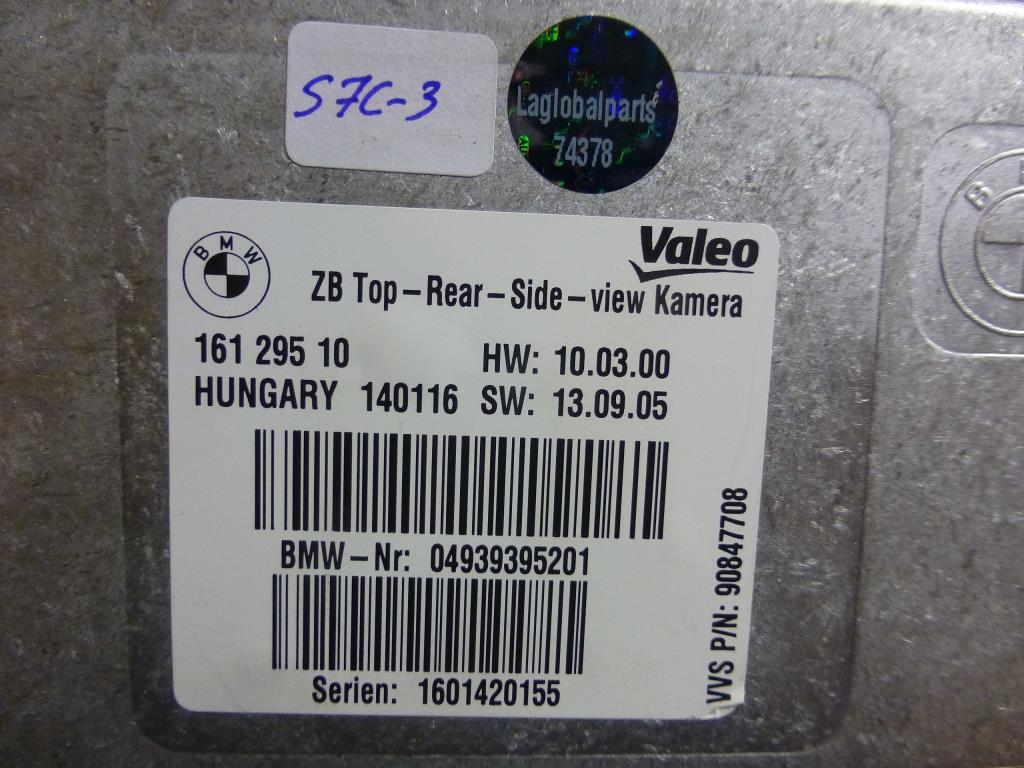 S7C-3
Laglobalparts
74378
BMW
Valeo
ZB Top-Rear-Side-view Kamera
161 295 10 HW: 10.03.00
HUNGARY 140116 SW: 13.09.05
BMW-Nr: 04939395201
Serien: 1601420155
VVS P/N: 90847708
B